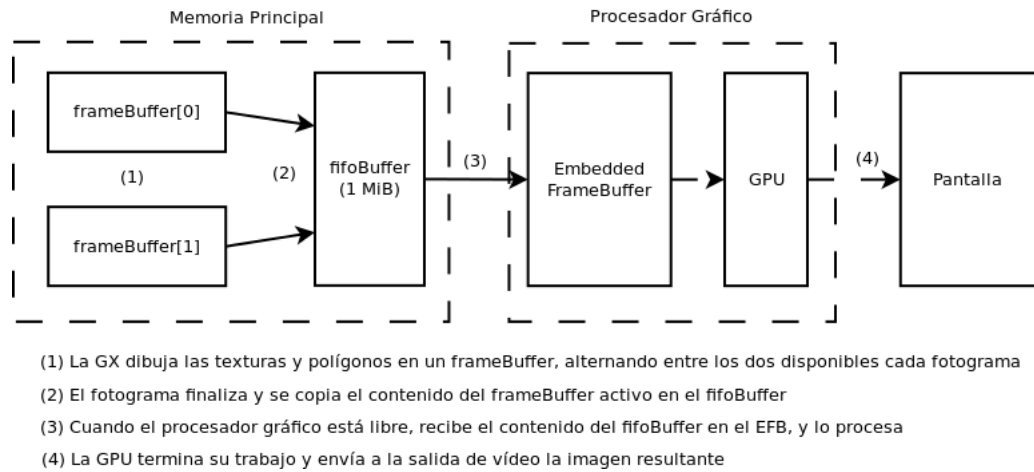 Memoria Principal
Procesador Gráfico
frameBuffer[0]
(1)
frameBuffer[1]
(2)
fifoBuffer
(1 MiB)
(3)
Embedded
FrameBuffer
GPU
(4)
Pantalla
(1) La GX dibuja las texturas y polígonos en un frameBuffer, alternando entre los dos disponibles cada fotograma
(2) El fotograma finaliza y se copia el contenido del frameBuffer activo en el fifoBuffer
(3) Cuando el procesador gráfico está libre, recibe el contenido del fifoBuffer en el EFB, y lo procesa
(4) La GPU termina su trabajo y envía a la salida de vídeo la imagen resultante